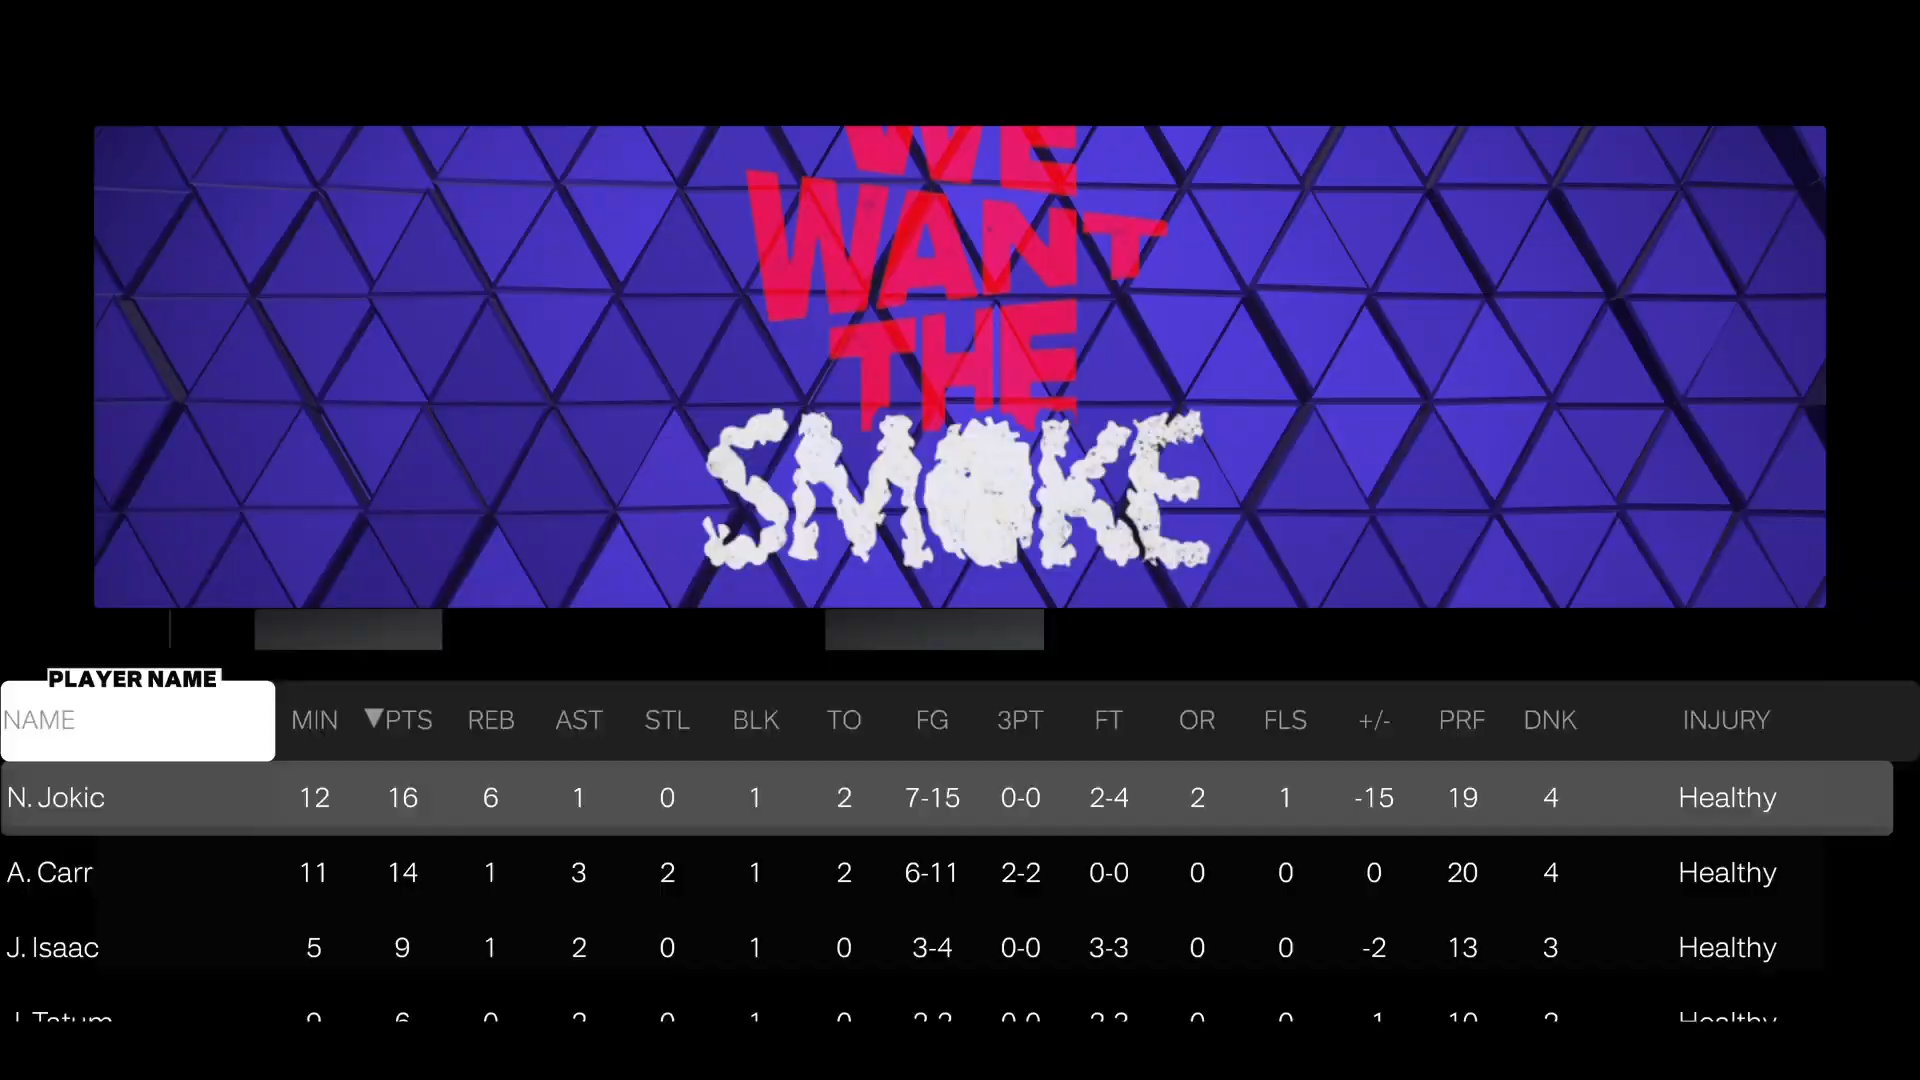 WE
WANT
THE
SMOKE
PLAYER NAME
NAME MIN ▼PTS REB AST STL BLK TO FG 3PT FT OR FLS +/- PRF DNK INJURY
N. Jokic 12 16 6 1 0 1 2 7-15 0-0 2-4 2 1 -15 19 4 Healthy
A. Carr 11 14 1 3 2 1 2 6-11 2-2 0-0 0 0 0 20 4 Healthy
J. Isaac 5 9 1 2 0 1 0 3-4 0-0 3-3 0 0 -2 13 3 Healthy
J. Tatum Healthy